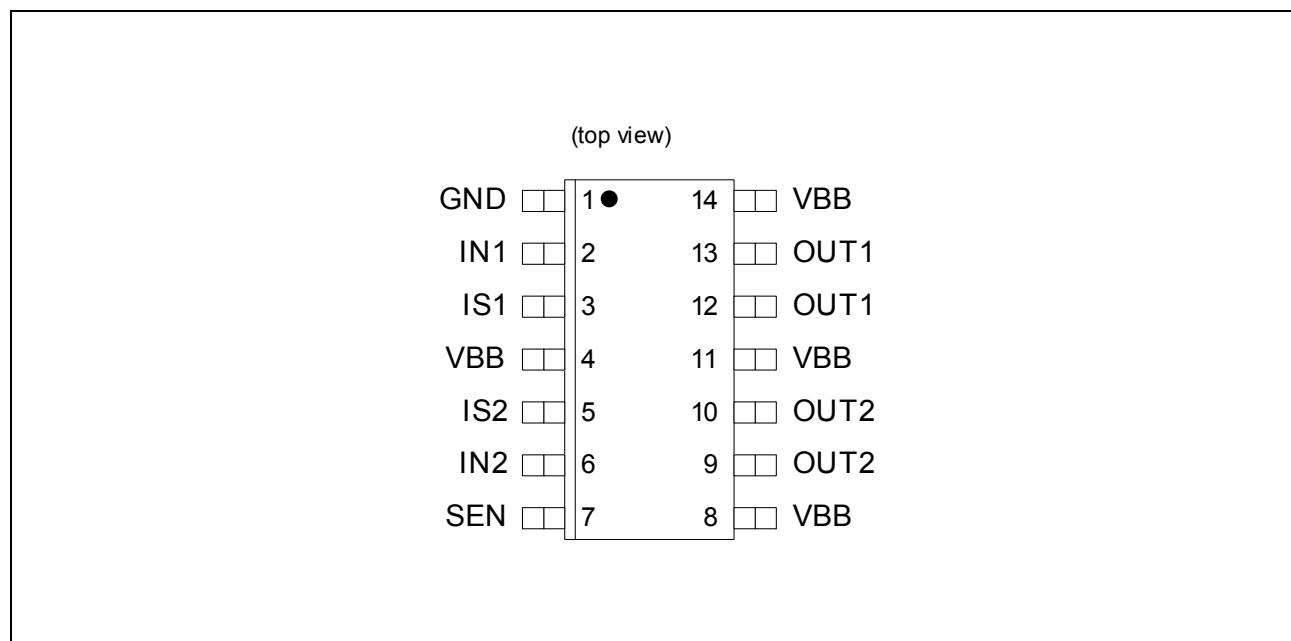 (top view)
GND 1 14 VBB
IN1 2 13 OUT1
IS1 3 12 OUT1
VBB 4 11 VBB
IS2 5 10 OUT2
IN2 6 9 OUT2
SEN 7 8 VBB